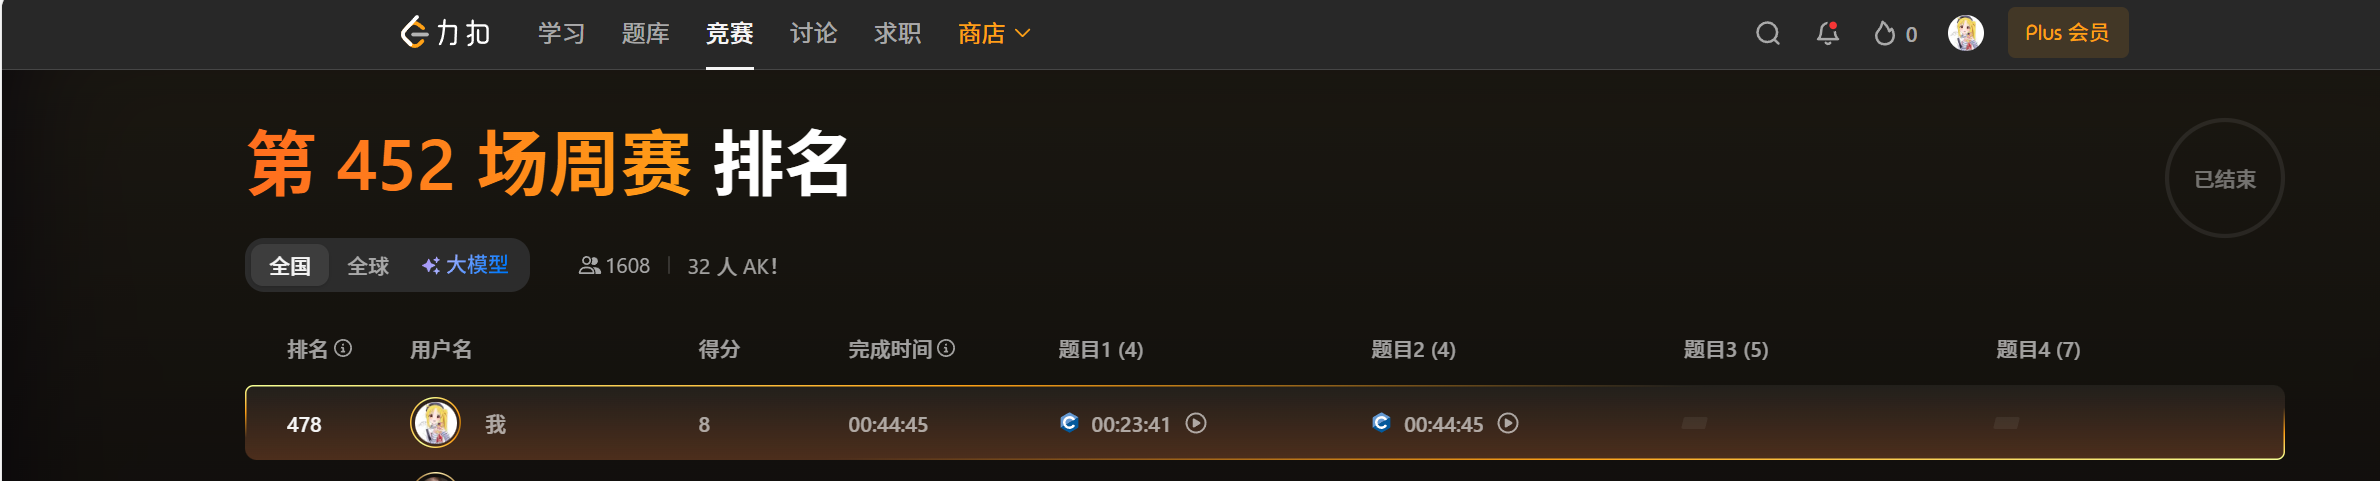 力扣 学习 题库 竞赛 讨论 求职 商店 0 Plus 会员
第 452 场周赛 排名
已结束
全国 全球 大模型 1608 32 人 AK!
排名 用户名 得分 完成时间 题目1 (4) 题目2 (4) 题目3 (5) 题目4 (7)
478 我 8 00:44:45 C 00:23:41 C 00:44:45